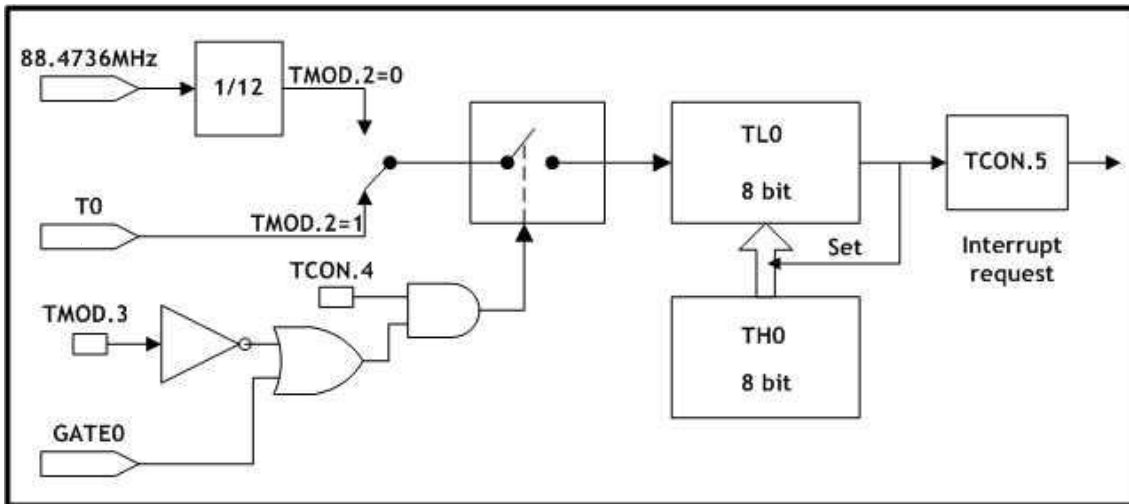 88.4736MHz
1/12
TMOD.2=0
T0
TMOD.2=1
TCON.4
TMOD.3
GATE0
TL0
8 bit
TCON.5
Set
Interrupt
request
TH0
8 bit